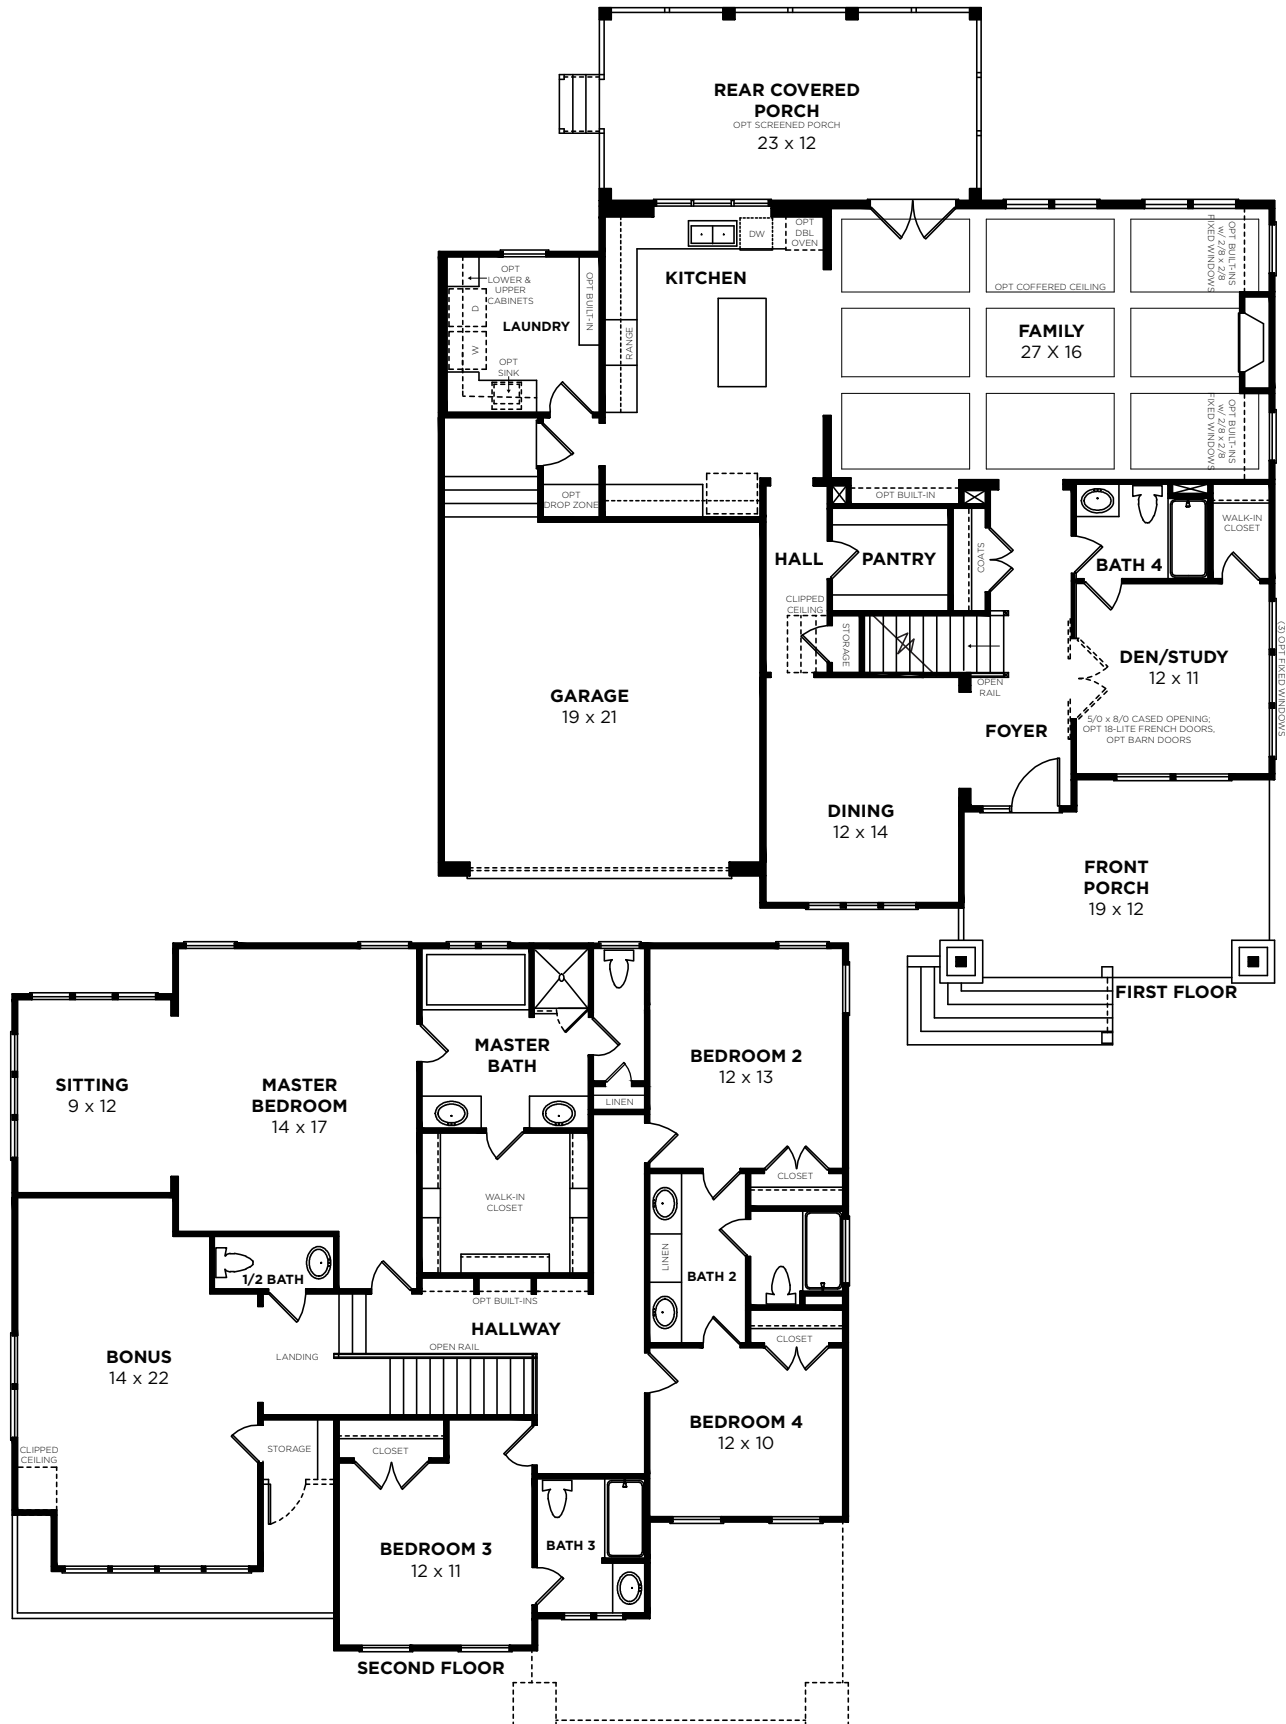 REAR COVERED
PORCH
OPT SCREENED PORCH
23 x 12
KITCHEN
DW
OPT
DBL
OVEN
RANGE
OPT
LOWER &
UPPER
CABINETS
OPT BUILT-IN
D
LAUNDRY
W
OPT
SINK
OPT COFFERED CEILING
FAMILY
27 X 16
OPT BUILT-INS
w/ 2/8 x 2/8
FIXED WINDOWS
OPT BUILT-INS
w/ 2/8 x 2/8
FIXED WINDOWS
OPT
DROP ZONE
OPT BUILT-IN
HALL
PANTRY
COATS
BATH 4
WALK-IN
CLOSET
CLIPPED
CEILING
STORAGE
OPEN
RAIL
DEN/STUDY
12 x 11
5/0 x 8/0 CASED OPENING;
OPT 18-LITE FRENCH DOORS,
OPT BARN DOORS
(3) OPT FIXED WINDOWS
GARAGE
19 x 21
FOYER
DINING
12 x 14
FRONT
PORCH
19 x 12
FIRST FLOOR
SITTING
9 x 12
MASTER
BEDROOM
14 x 17
MASTER
BATH
LINEN
BEDROOM 2
12 x 13
CLOSET
WALK-IN
CLOSET
LINEN
BATH 2
1/2 BATH
OPT BUILT-INS
HALLWAY
OPEN RAIL
LANDING
BONUS
14 x 22
CLOSET
BEDROOM 4
12 x 10
CLIPPED
CEILING
STORAGE
CLOSET
BEDROOM 3
12 x 11
BATH 3
SECOND FLOOR